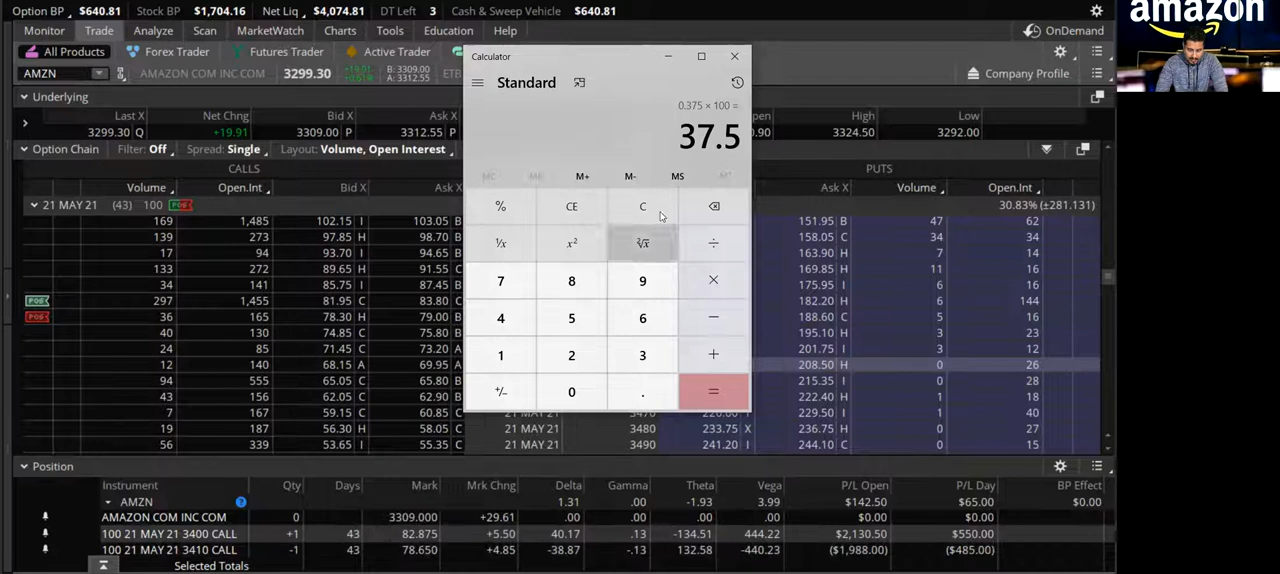 Option BP $640.81 Stock BP $1,704.16 Net Liq $4,074.81 DT Left 3 Cash & Sweep Vehicle $640.81
amazon
Monitor Trade Analyze Scan MarketWatch Charts Tools Education Help OnDemand
All Products Forex Trader Futures Trader Active Trader
AMZN AMAZON COM INC COM 3299.30 B: 3309.00 A: 3312.55 ETB Company Profile
Calculator
Standard
0.375 × 100 =
37.5
MC MR M+ M- MS
% CE C
¹/x x² ²√x ÷
7 8 9 ×
4 5 6 −
1 2 3 +
+/- 0 . =
Underlying
Last X Net Chng Bid X Ask X pen High Low
3299.30 Q +19.91 3309.00 P 3312.55 P .90 3324.50 3292.00
Option Chain Filter: Off Spread: Single Layout: Volume, Open Interest
CALLS PUTS
Volume Open.Int Bid X Ask X Volume Open.Int
21 MAY 21 (43) 100 POS 30.83% (±281.131)
169 1,485 102.15 I 103.05 B 151.95 B 47 62
139 273 97.85 H 98.70 B 158.05 C 34 34
17 94 93.70 I 94.65 B 163.90 H 7 14
133 272 89.65 H 91.55 C 169.85 H 11 16
34 141 85.75 I 87.45 B 175.95 I 6 16
POS 297 1,455 81.95 C 83.80 C 182.20 H 6 144
POS 36 165 78.30 H 79.00 B 188.60 C 5 16
40 130 74.85 C 75.80 B 195.10 H 3 23
24 85 71.45 C 73.20 A 201.75 I 3 12
12 140 68.15 A 69.95 A 208.50 H 0 26
94 555 65.05 C 65.80 B 215.35 I 0 28
43 156 62.05 C 62.90 B 222.40 H 1 18
7 167 59.15 C 60.85 C 21 MAY 21 3470 229.50 I 1 40
19 187 56.30 H 58.05 C 21 MAY 21 3480 233.75 X 236.75 H 0 27
56 339 53.65 I 55.35 C 21 MAY 21 3490 241.20 I 244.10 C 0 15
Position
Instrument Qty Days Mark Mrk Chng Delta Gamma Theta Vega P/L Open P/L Day BP Effect
AMZN 1.31 .00 -1.93 3.99 $142.50 $65.00 $0.00
AMAZON COM INC COM 0 3309.000 +29.61 .00 .00 .00 .00 $0.00 $0.00
100 21 MAY 21 3400 CALL +1 43 82.875 +5.50 40.17 .13 -134.51 444.22 $2,130.50 $550.00
100 21 MAY 21 3410 CALL -1 43 78.650 +4.85 -38.87 -.13 132.58 -440.23 ($1,988.00) ($485.00)
Selected Totals